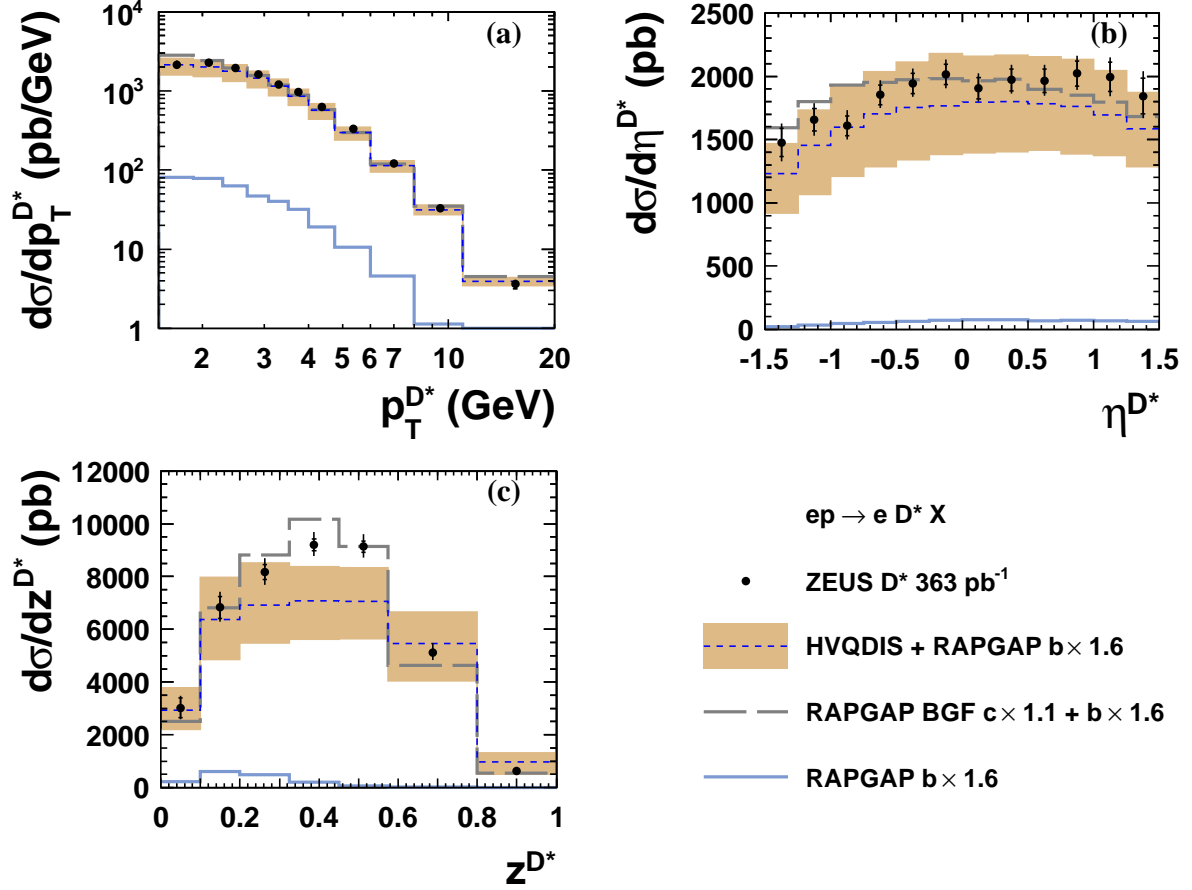 dσ/dp_T^{D*} (pb/GeV)
10^4
10^3
10^2
10
1
(a)
2 3 4 5 6 7 10 20
p_T^{D*} (GeV)
dσ/dη^{D*} (pb)
2500
2000
1500
1000
500
0
(b)
-1.5 -1 -0.5 0 0.5 1 1.5
η^{D*}
dσ/dz^{D*} (pb)
12000
10000
8000
6000
4000
2000
0
(c)
0 0.2 0.4 0.6 0.8 1
z^{D*}
ep → e D* X
ZEUS D* 363 pb^{-1}
HVQDIS + RAPGAP b × 1.6
RAPGAP BGF c × 1.1 + b × 1.6
RAPGAP b × 1.6